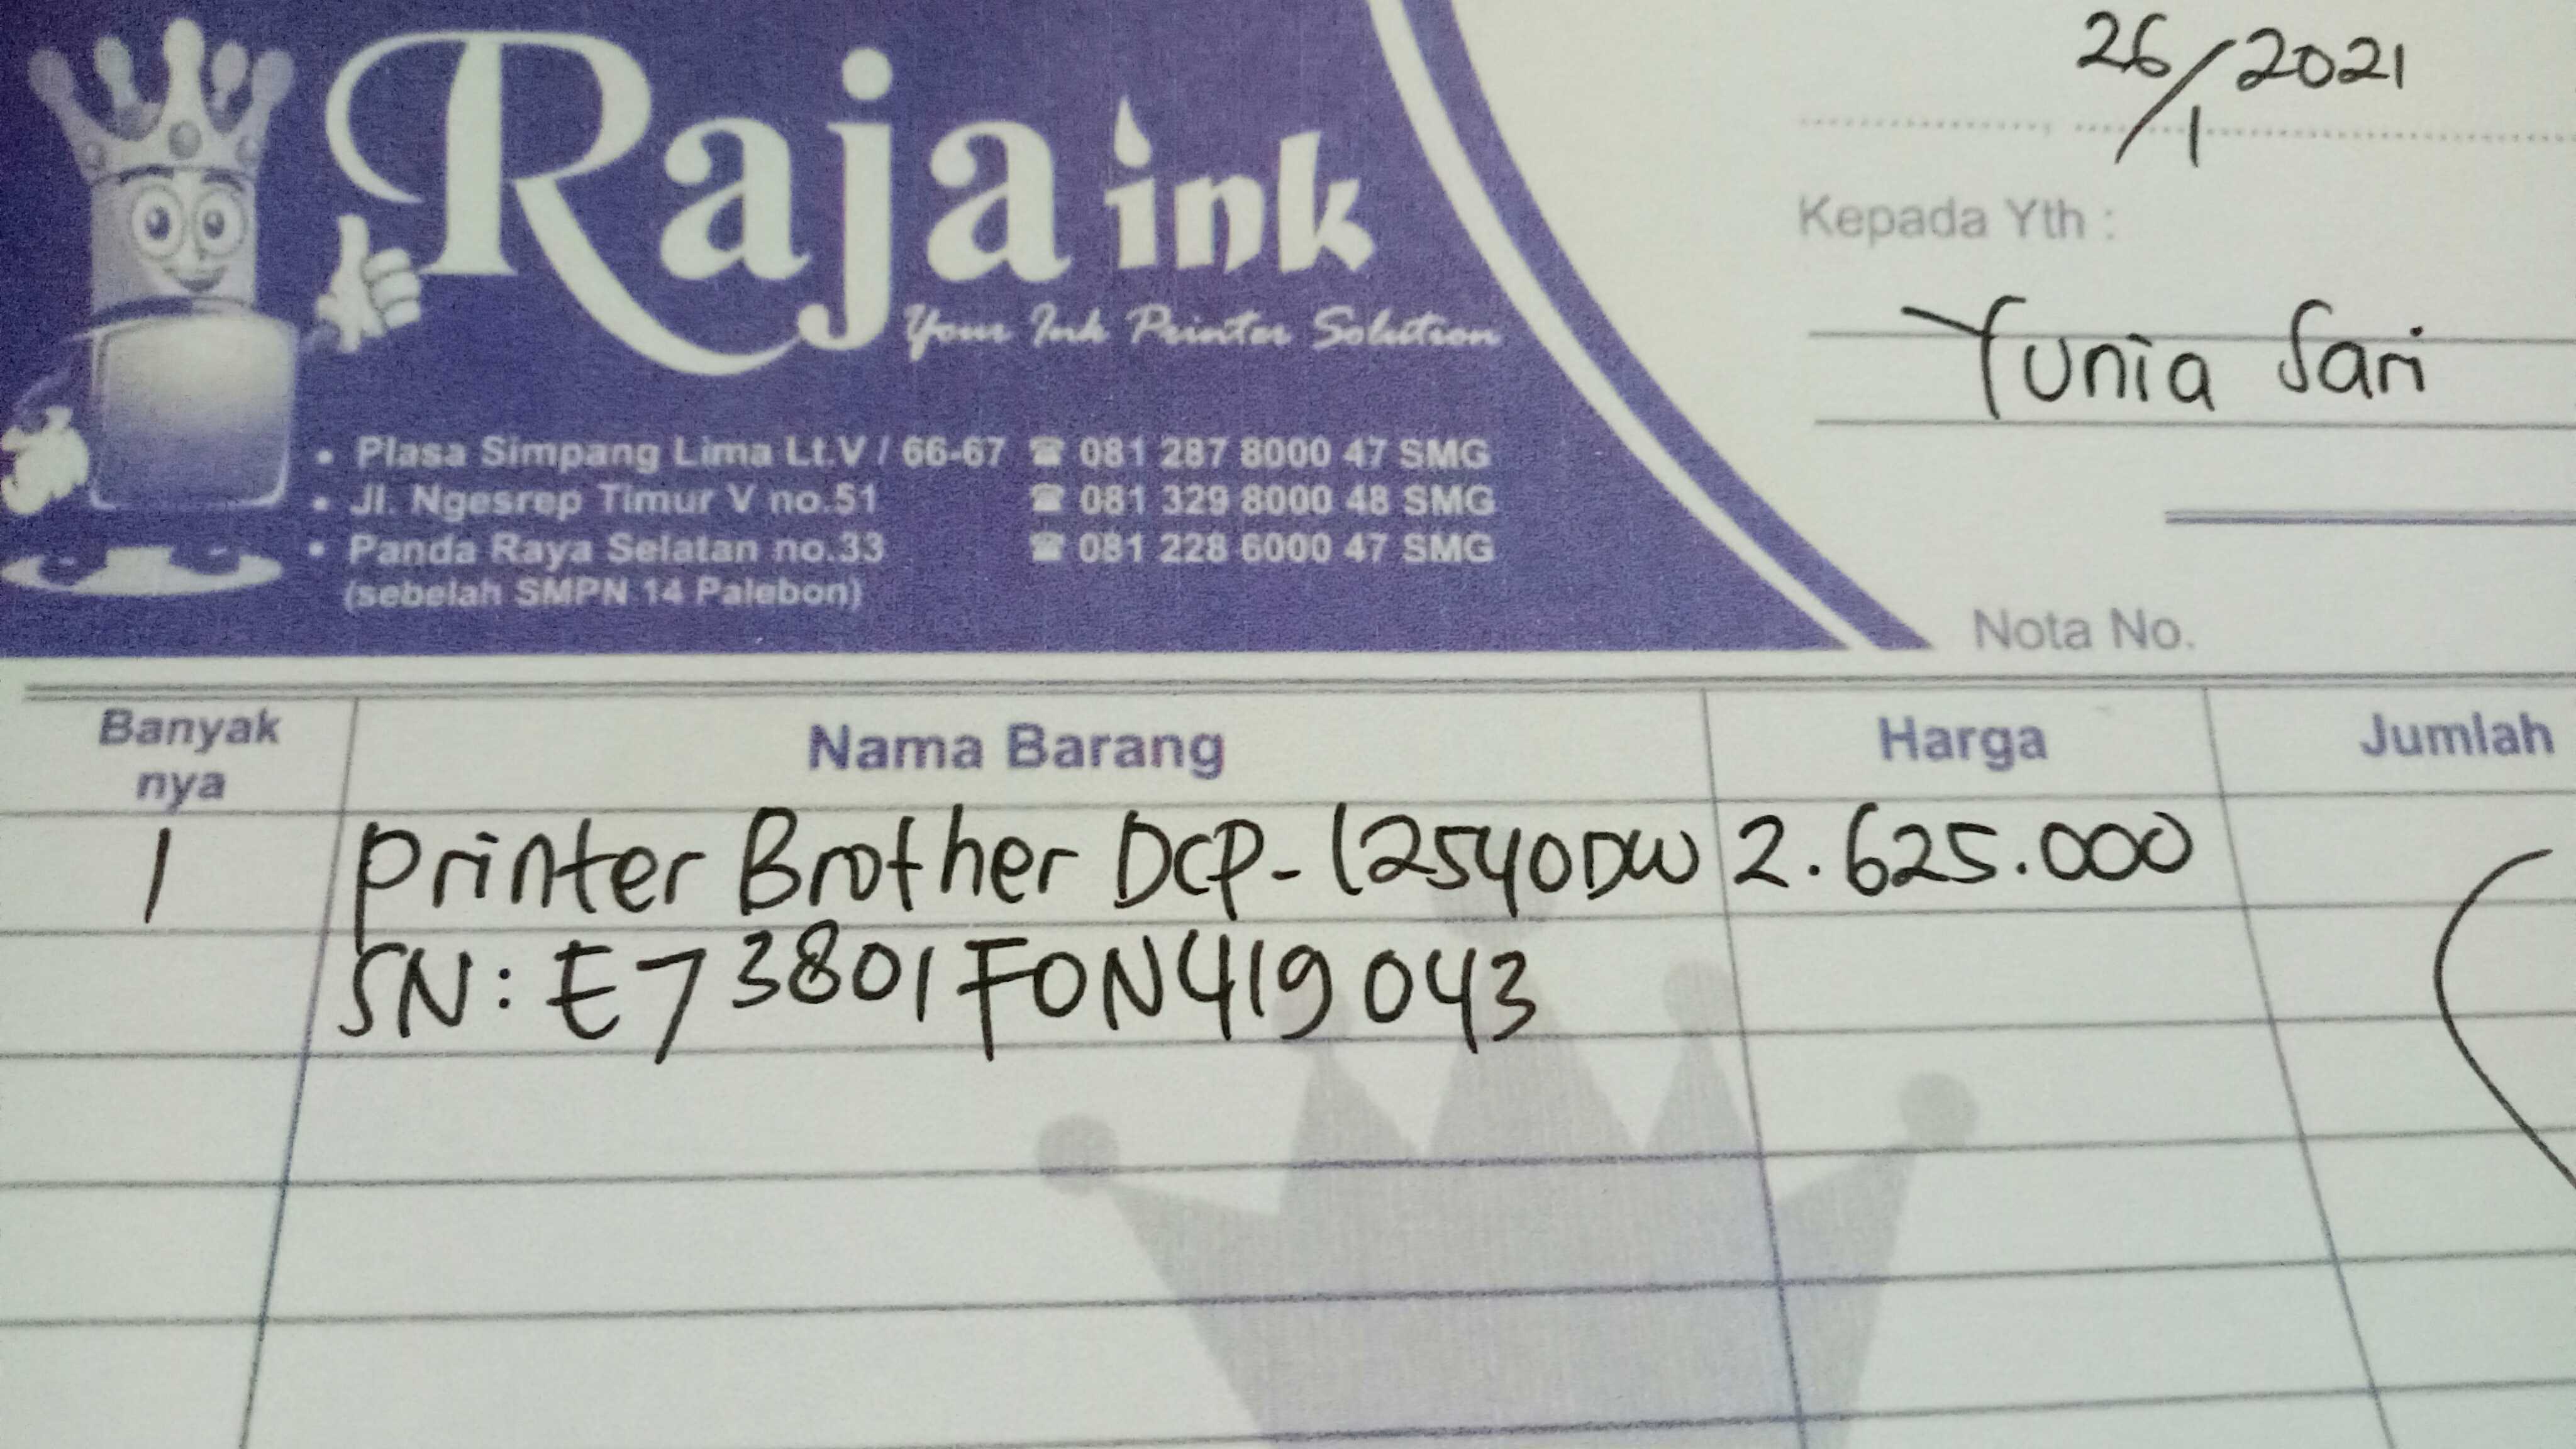 Raja ink
Your Ink Printer Solution
• Plasa Simpang Lima Lt.V / 66-67 ☎ 081 287 8000 47 SMG
• Jl. Ngesrep Timur V no.51 ☎ 081 329 8000 48 SMG
• Panda Raya Selatan no.33 ☎ 081 228 6000 47 SMG
(sebelah SMPN 14 Palebon)
26/1 2021
Kepada Yth :
Yunia Sari
Nota No.
Banyak nya Nama Barang Harga Jumlah
1 Printer Brother DCP-L2540DW 2.625.000
SN: E73801F0N419043